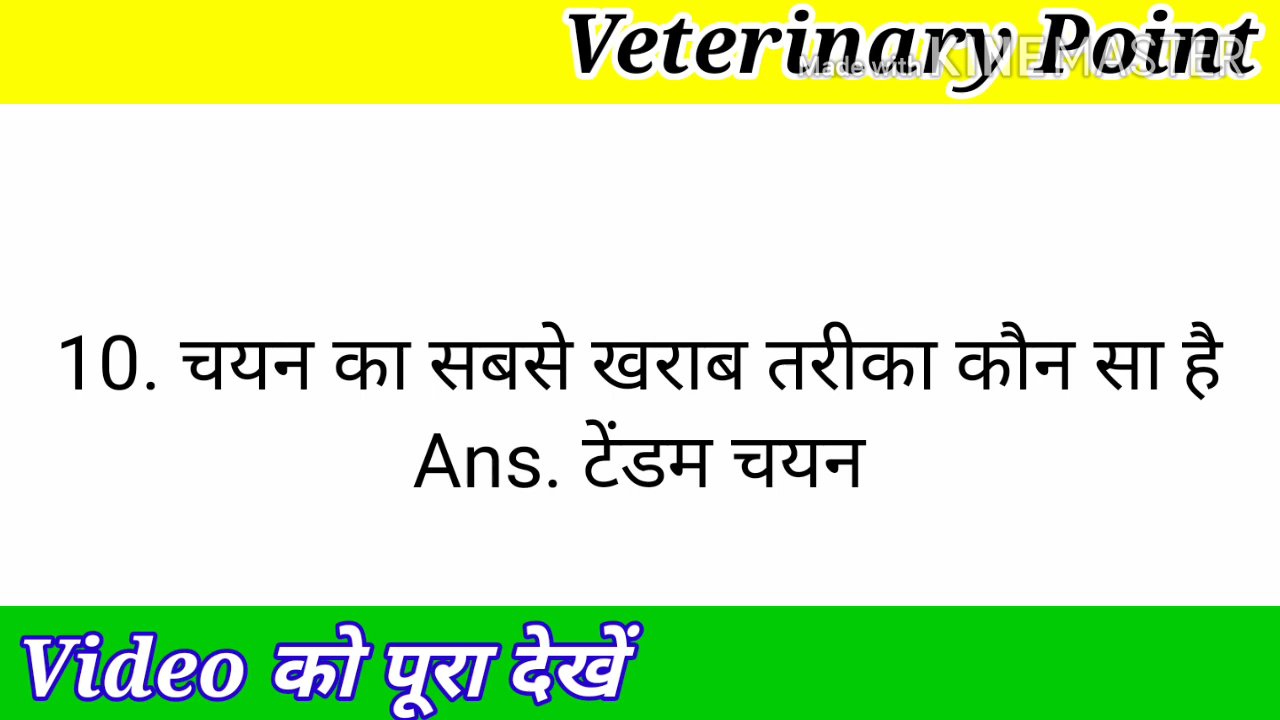 Veterinary Point
Made with KINEMASTER
10. चयन का सबसे खराब तरीका कौन सा है
Ans. टेंडम चयन
Video को पूरा देखें